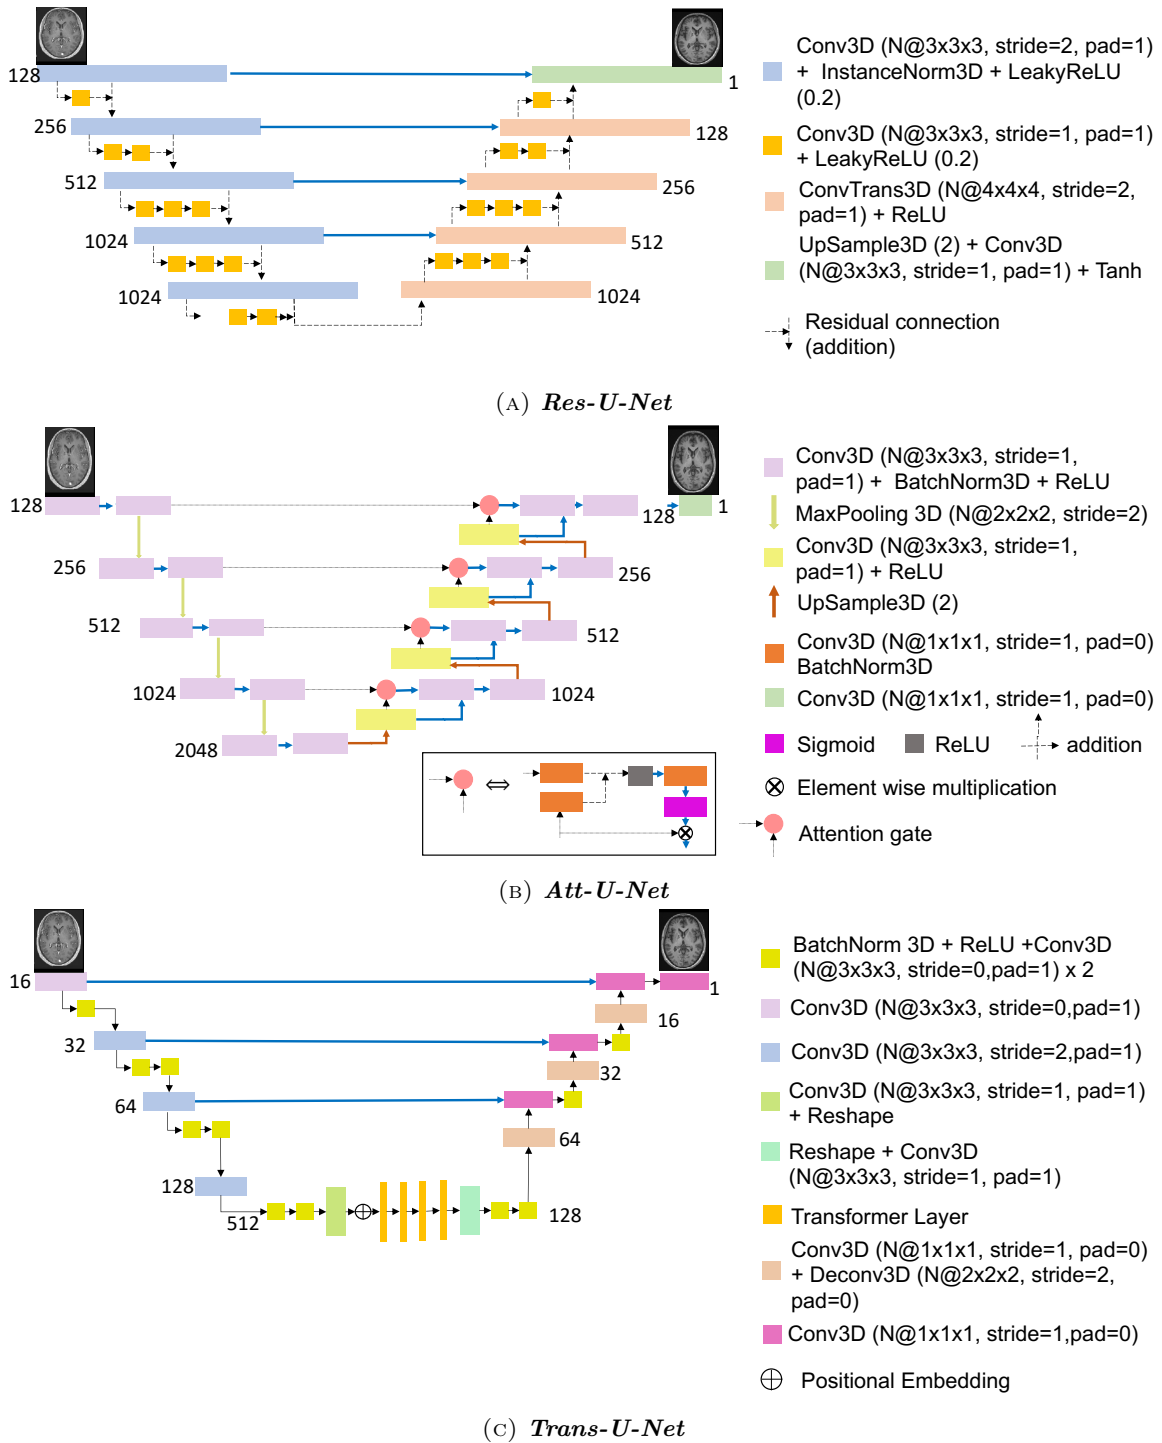 128
1
256
128
512
256
1024
512
1024
1024
Conv3D (N@3x3x3, stride=2, pad=1)
+ InstanceNorm3D + LeakyReLU
(0.2)
Conv3D (N@3x3x3, stride=1, pad=1)
+ LeakyReLU (0.2)
ConvTrans3D (N@4x4x4, stride=2,
pad=1) + ReLU
UpSample3D (2) + Conv3D
(N@3x3x3, stride=1, pad=1) + Tanh
Residual connection
(addition)
(A) Res-U-Net
128
128
1
256
256
512
512
1024
1024
2048
Conv3D (N@3x3x3, stride=1,
pad=1) + BatchNorm3D + ReLU
MaxPooling 3D (N@2x2x2, stride=2)
Conv3D (N@3x3x3, stride=1,
pad=1) + ReLU
UpSample3D (2)
Conv3D (N@1x1x1, stride=1, pad=0)
BatchNorm3D
Conv3D (N@1x1x1, stride=1, pad=0)
Sigmoid ReLU addition
Element wise multiplication
Attention gate
(B) Att-U-Net
16
1
16
32
32
64
64
128
512
128
BatchNorm 3D + ReLU +Conv3D
(N@3x3x3, stride=0,pad=1) x 2
Conv3D (N@3x3x3, stride=0,pad=1)
Conv3D (N@3x3x3, stride=2,pad=1)
Conv3D (N@3x3x3, stride=1, pad=1)
+ Reshape
Reshape + Conv3D
(N@3x3x3, stride=1, pad=1)
Transformer Layer
Conv3D (N@1x1x1, stride=1, pad=0)
+ Deconv3D (N@2x2x2, stride=2,
pad=0)
Conv3D (N@1x1x1, stride=1,pad=0)
Positional Embedding
(C) Trans-U-Net